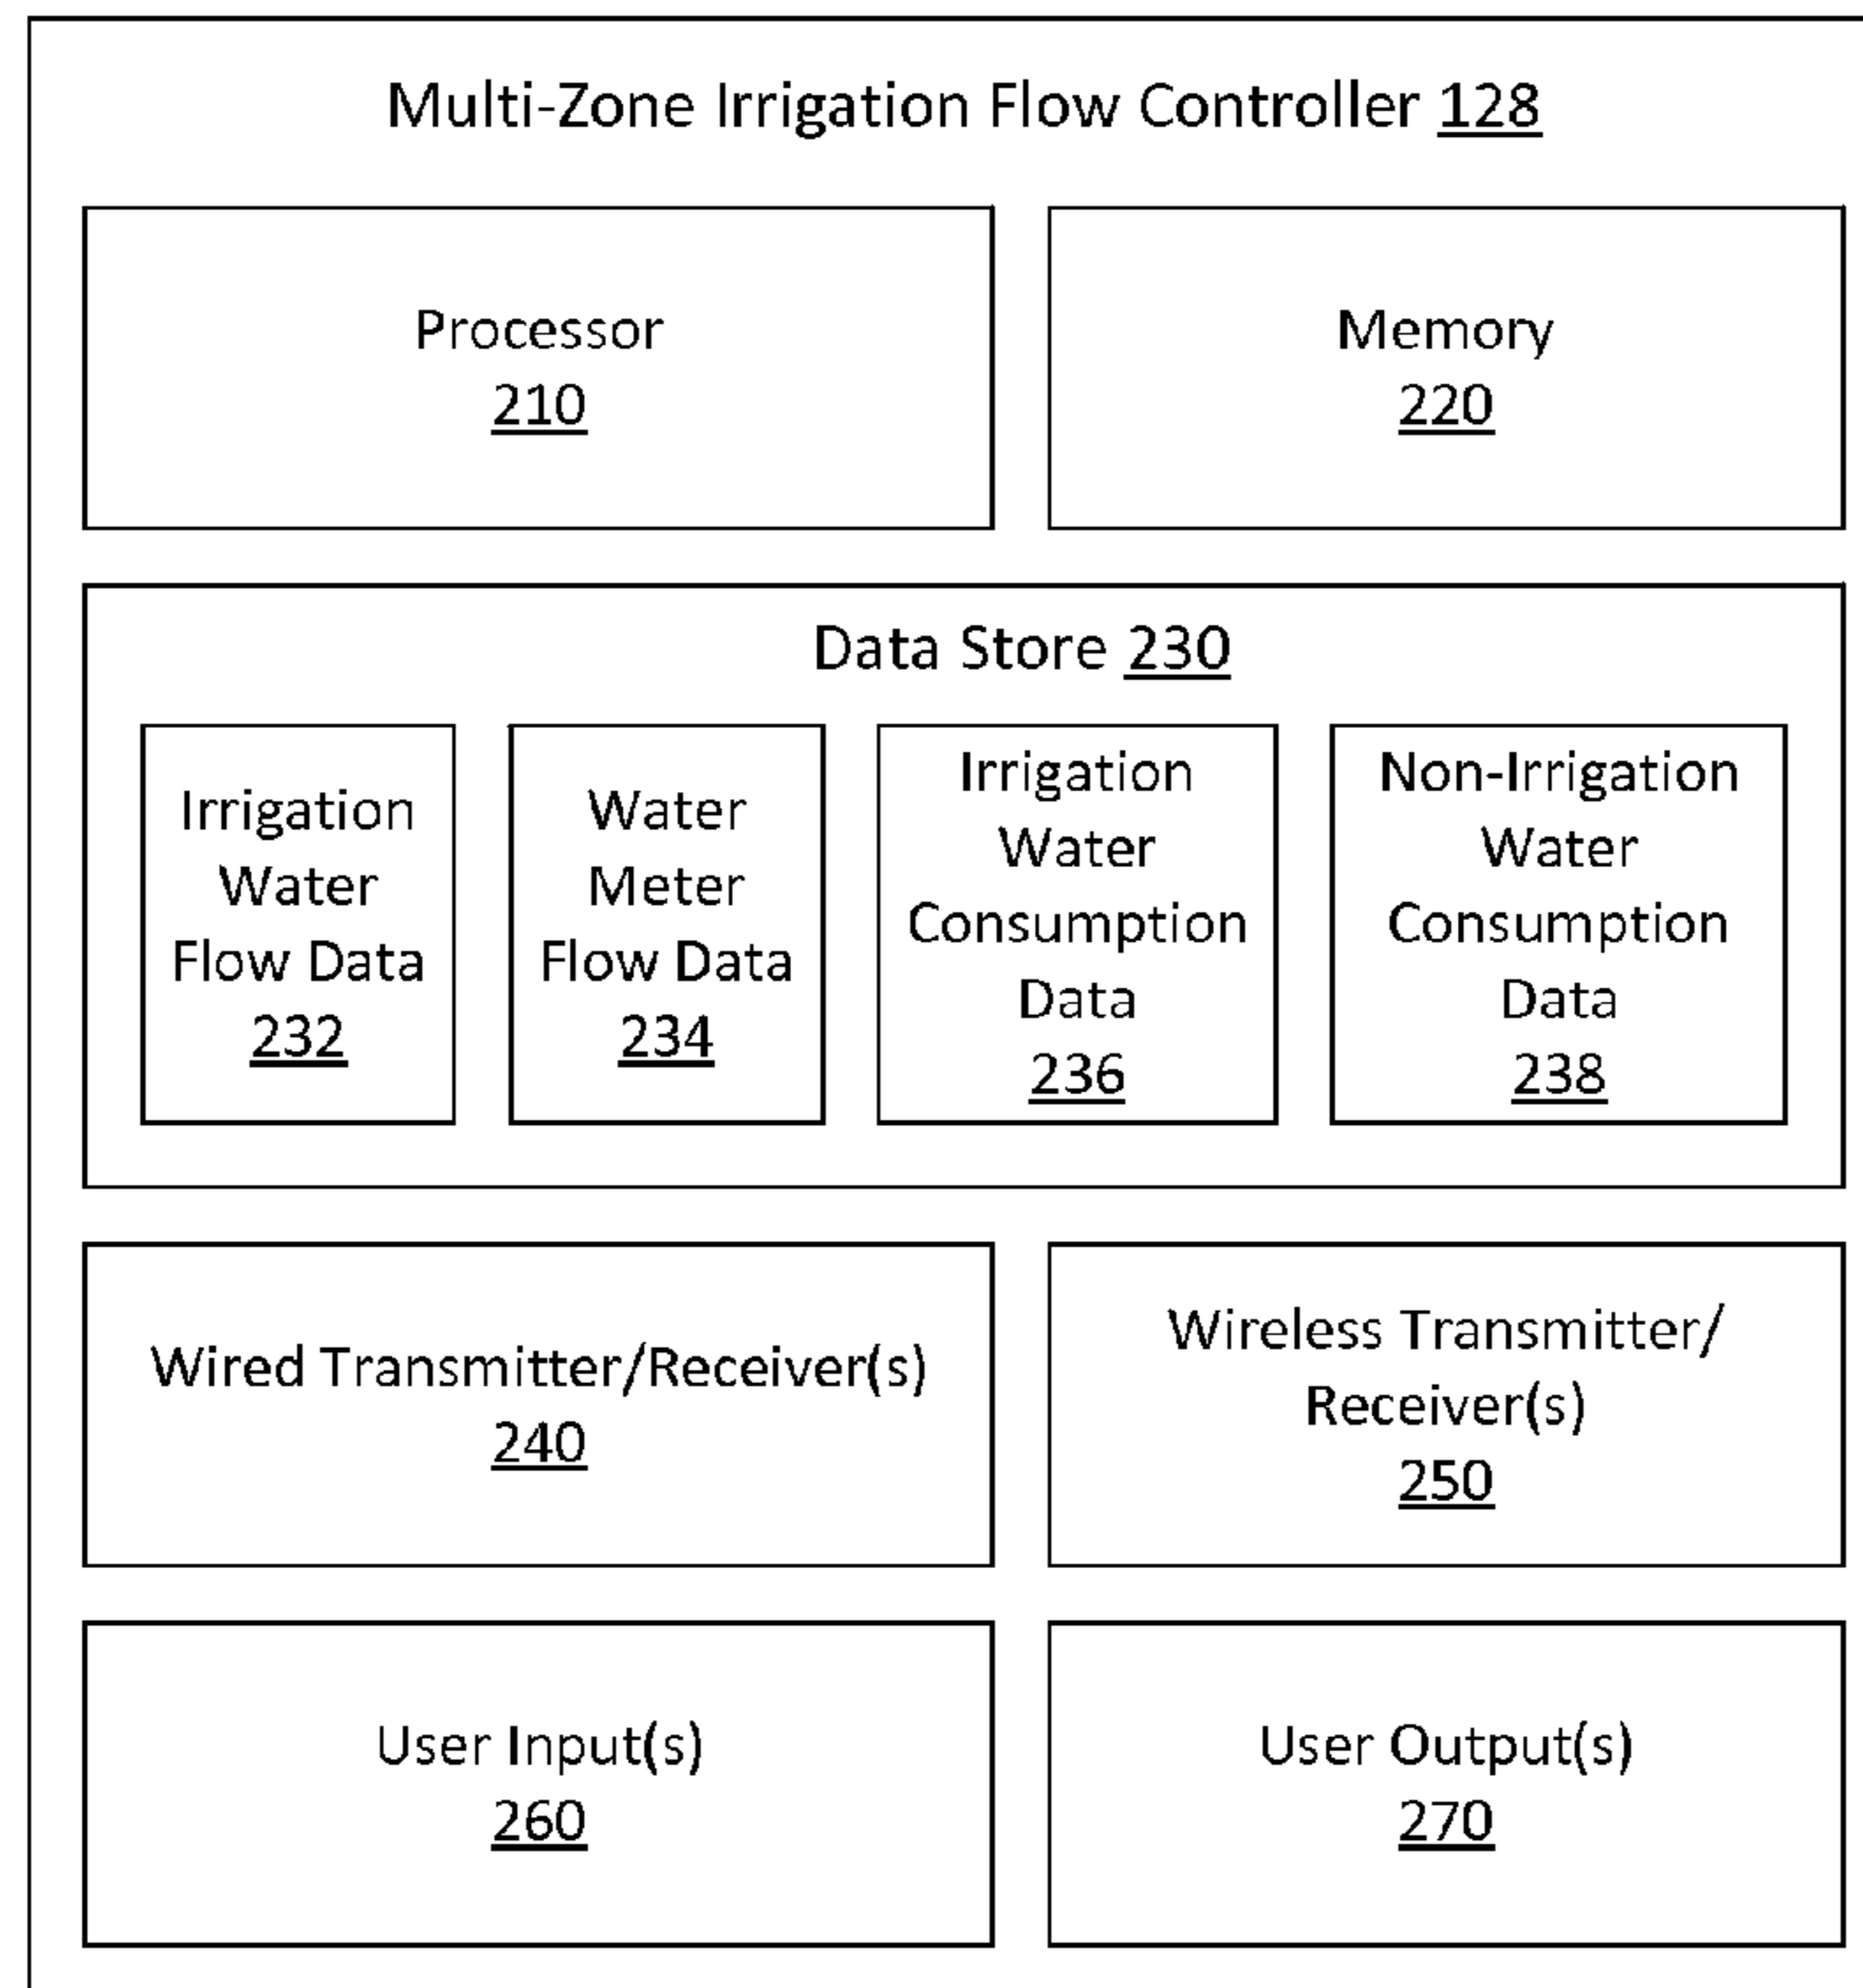 Multi-Zone Irrigation Flow Controller 128
Processor
210
Memory
220
Data Store 230
Irrigation
Water
Flow Data
232
Water
Meter
Flow Data
234
Irrigation
Water
Consumption
Data
236
Non-Irrigation
Water
Consumption
Data
238
Wired Transmitter/Receiver(s)
240
Wireless Transmitter/
Receiver(s)
250
User Input(s)
260
User Output(s)
270